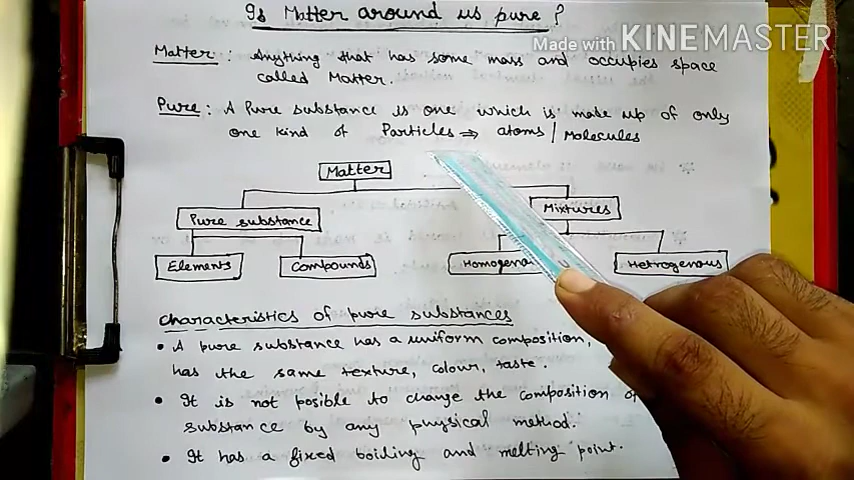 Is Matter around us pure?
Made with KINEMASTER
Matter : Anything that has some mass and occupies space
called Matter.
Pure : A Pure substance is one which is made up of only
one kind of Particles ⇒ atoms / Molecules
Matter
Pure substance Mixtures
Elements Compounds Homogeno Hetrogenous
Characteristics of pure substances
• A pure substance has a uniform composition,
has the same texture, colour, taste.
• It is not posible to change the composition of
substance by any physical method.
• It has a fixed boiling and melting point.